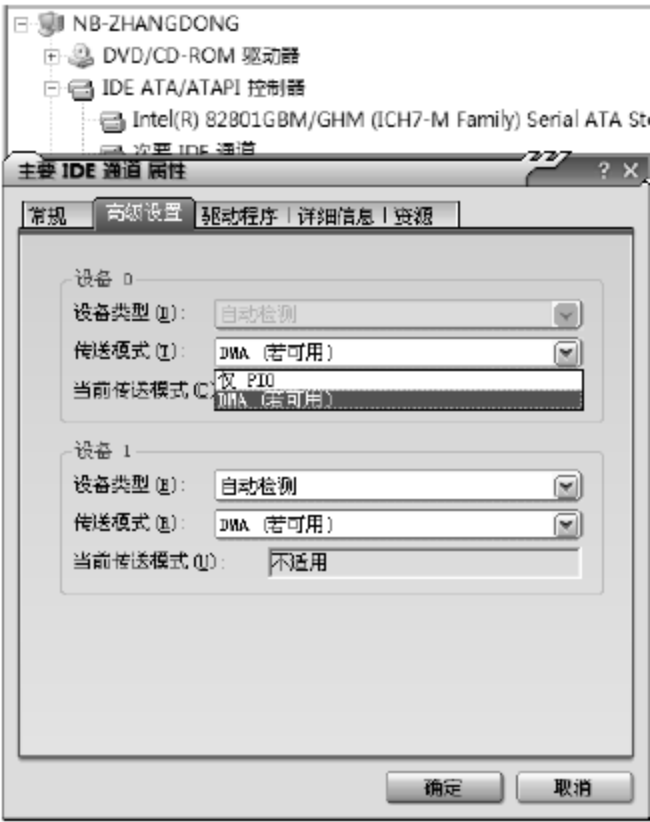 NB-ZHANGDONG
DVD/CD-ROM 驱动器
IDE ATA/ATAPI 控制器
Intel(R) 82801GBM/GHM (ICH7-M Family) Serial ATA Sto
次要 IDE 通道
主要 IDE 通道 属性
常规 高级设置 驱动程序 详细信息 资源
设备 0
设备类型(D): 自动检测
传送模式(T): DMA (若可用)
仅 PIO
当前传送模式(C)
DMA (若可用)
设备 1
设备类型(E): 自动检测
传送模式(R): DMA (若可用)
当前传送模式(U): 不适用
确定 取消